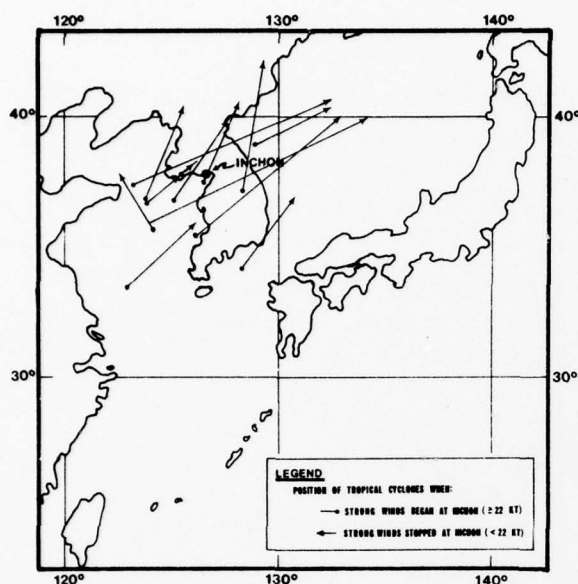 120°
130°
140°
40°
40°
INCHON
30°
30°
LEGEND
POSITION OF TROPICAL CYCLONES WHEN:
STRONG WINDS BEGAN AT INCHON (≥22 KT)
STRONG WINDS STOPPED AT INCHON (<22 KT)
120°
130°
140°